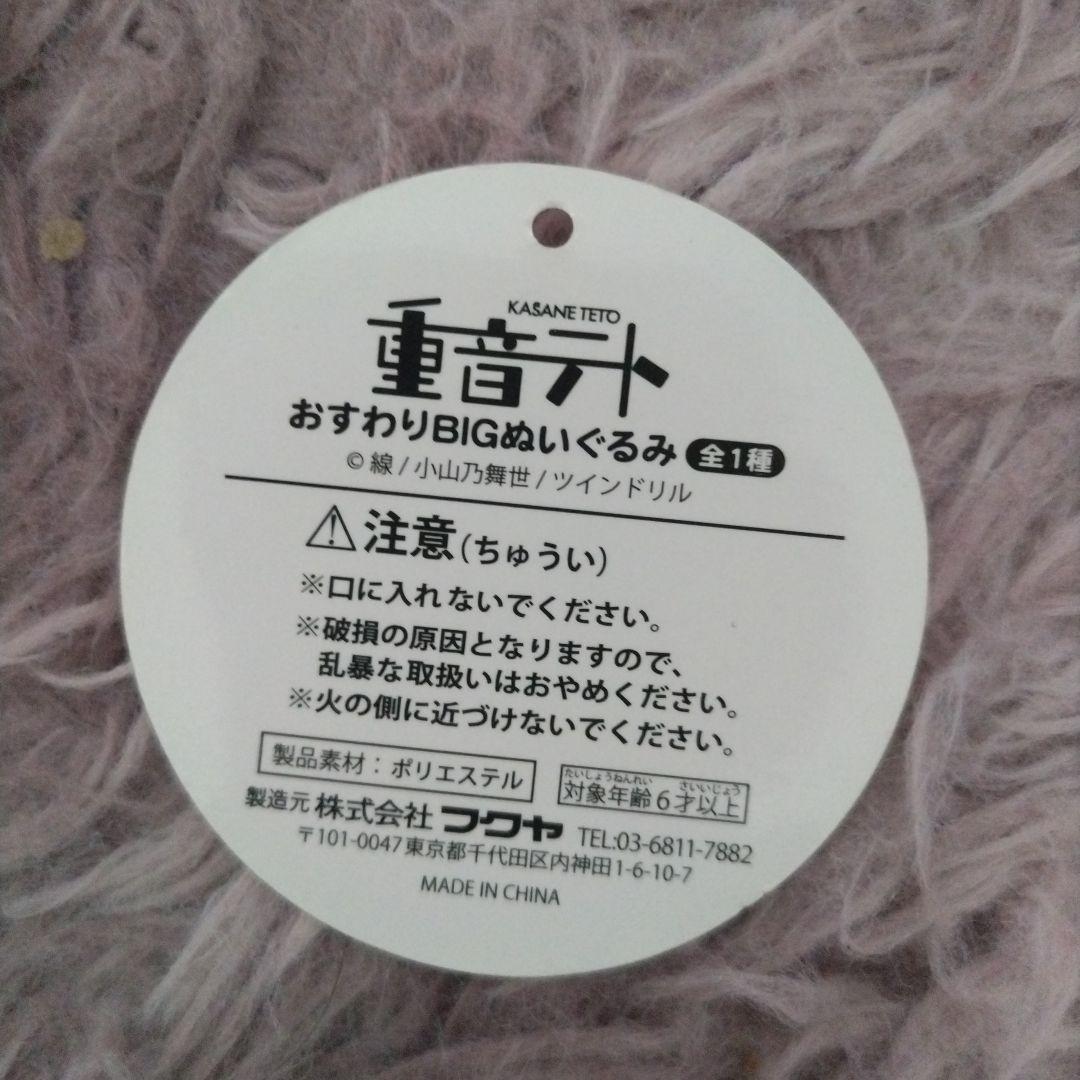 KASANE TETO
重音テト
おすわりBIGぬいぐるみ 全1種
© 線 / 小山乃舞世 / ツインドリル
⚠注意(ちゅうい)
※口に入れないでください。
※破損の原因となりますので、
乱暴な取扱いはおやめください。
※火の側に近づけないでください。
製品素材:ポリエステル
たいしょうねんれい さいいじょう
対象年齢6才以上
製造元 株式会社 フクヤ TEL:03-6811-7882
〒101-0047 東京都千代田区内神田1-6-10-7
MADE IN CHINA